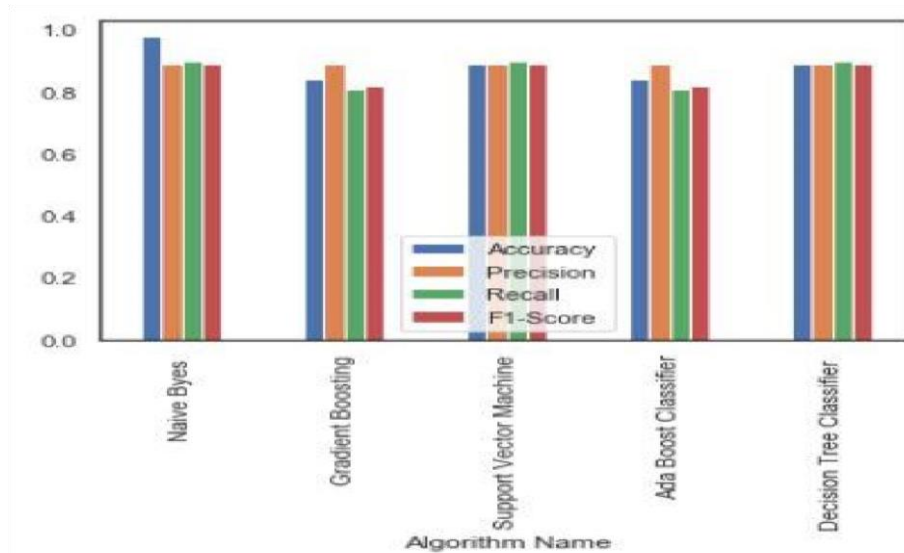 1.0
0.8
0.6
0.4
0.2
0.0
Accuracy
Precision
Recall
F1-Score
Naive Byes
Gradient Boosting
Support Vector Machine
Ada Boost Classifier
Decision Tree Classifier
Algorithm Name